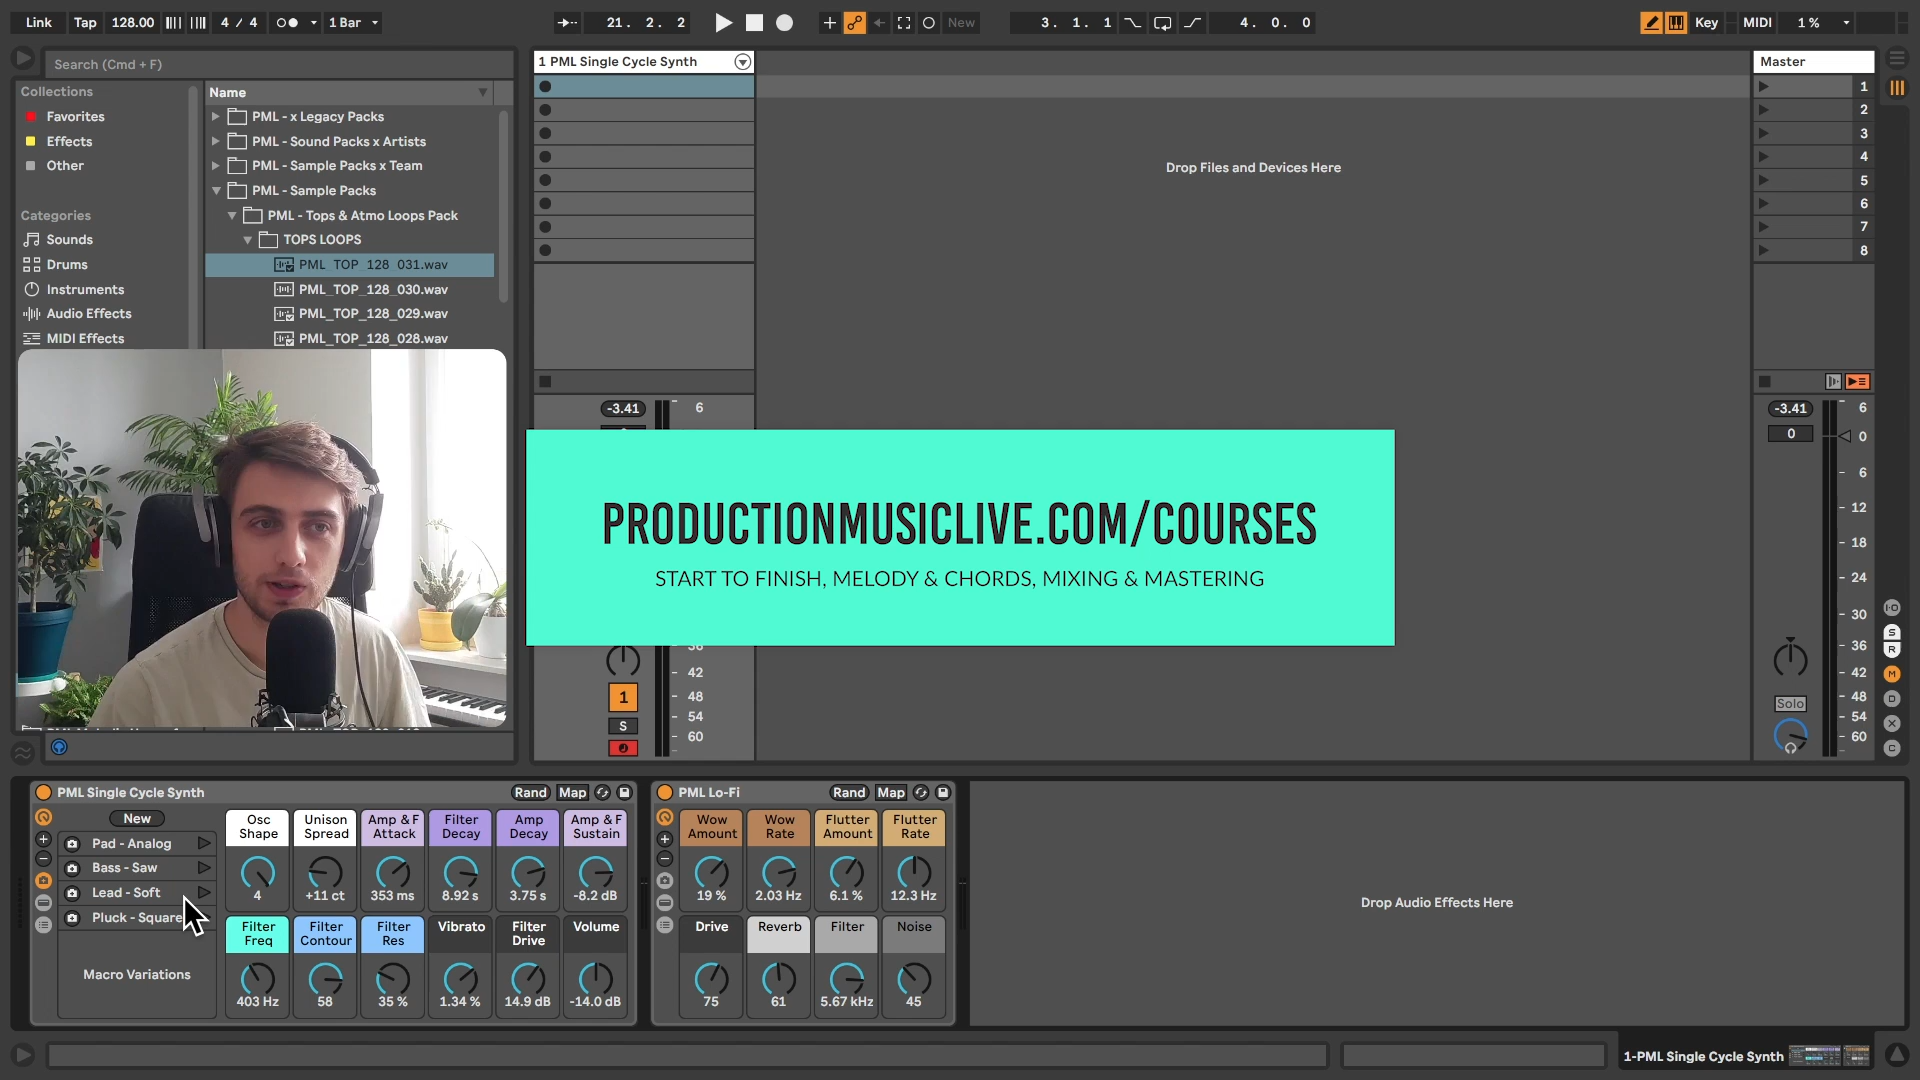 Link Tap 128.00 4 / 4 1 Bar 21. 2. 2 New 3. 1. 1 4. 0. 0 Key MIDI 1 %
Search (Cmd + F)
Collections
Favorites
Effects
Other
Categories
Sounds
Drums
Instruments
Audio Effects
MIDI Effects
Name
PML - x Legacy Packs
PML - Sound Packs x Artists
PML - Sample Packs x Team
PML - Sample Packs
PML - Tops & Atmo Loops Pack
TOPS LOOPS
PML_TOP_128_031.wav
PML_TOP_128_030.wav
PML_TOP_128_029.wav
PML_TOP_128_028.wav
1 PML Single Cycle Synth
Drop Files and Devices Here
Master
1
2
3
4
5
6
7
8
-3.41 6
36
42
1 48
54
S 60
-3.41 6
0 0
6
12
18
24
30
36
42
Solo 48
54
60
S
R
M
D
X
C
PRODUCTIONMUSICLIVE.COM/COURSES
START TO FINISH, MELODY & CHORDS, MIXING & MASTERING
PML Single Cycle Synth Rand Map
New
Pad - Analog
Bass - Saw
Lead - Soft
Pluck - Square
Macro Variations
Osc Shape Unison Spread Amp & F Attack Filter Decay Amp Decay Amp & F Sustain
4 +11 ct 353 ms 8.92 s 3.75 s -8.2 dB
Filter Freq Filter Contour Filter Res Vibrato Filter Drive Volume
403 Hz 58 35 % 1.34 % 14.9 dB -14.0 dB
PML Lo-Fi Rand Map
Wow Amount Wow Rate Flutter Amount Flutter Rate
19 % 2.03 Hz 6.1 % 12.3 Hz
Drive Reverb Filter Noise
75 61 5.67 kHz 45
Drop Audio Effects Here
1-PML Single Cycle Synth